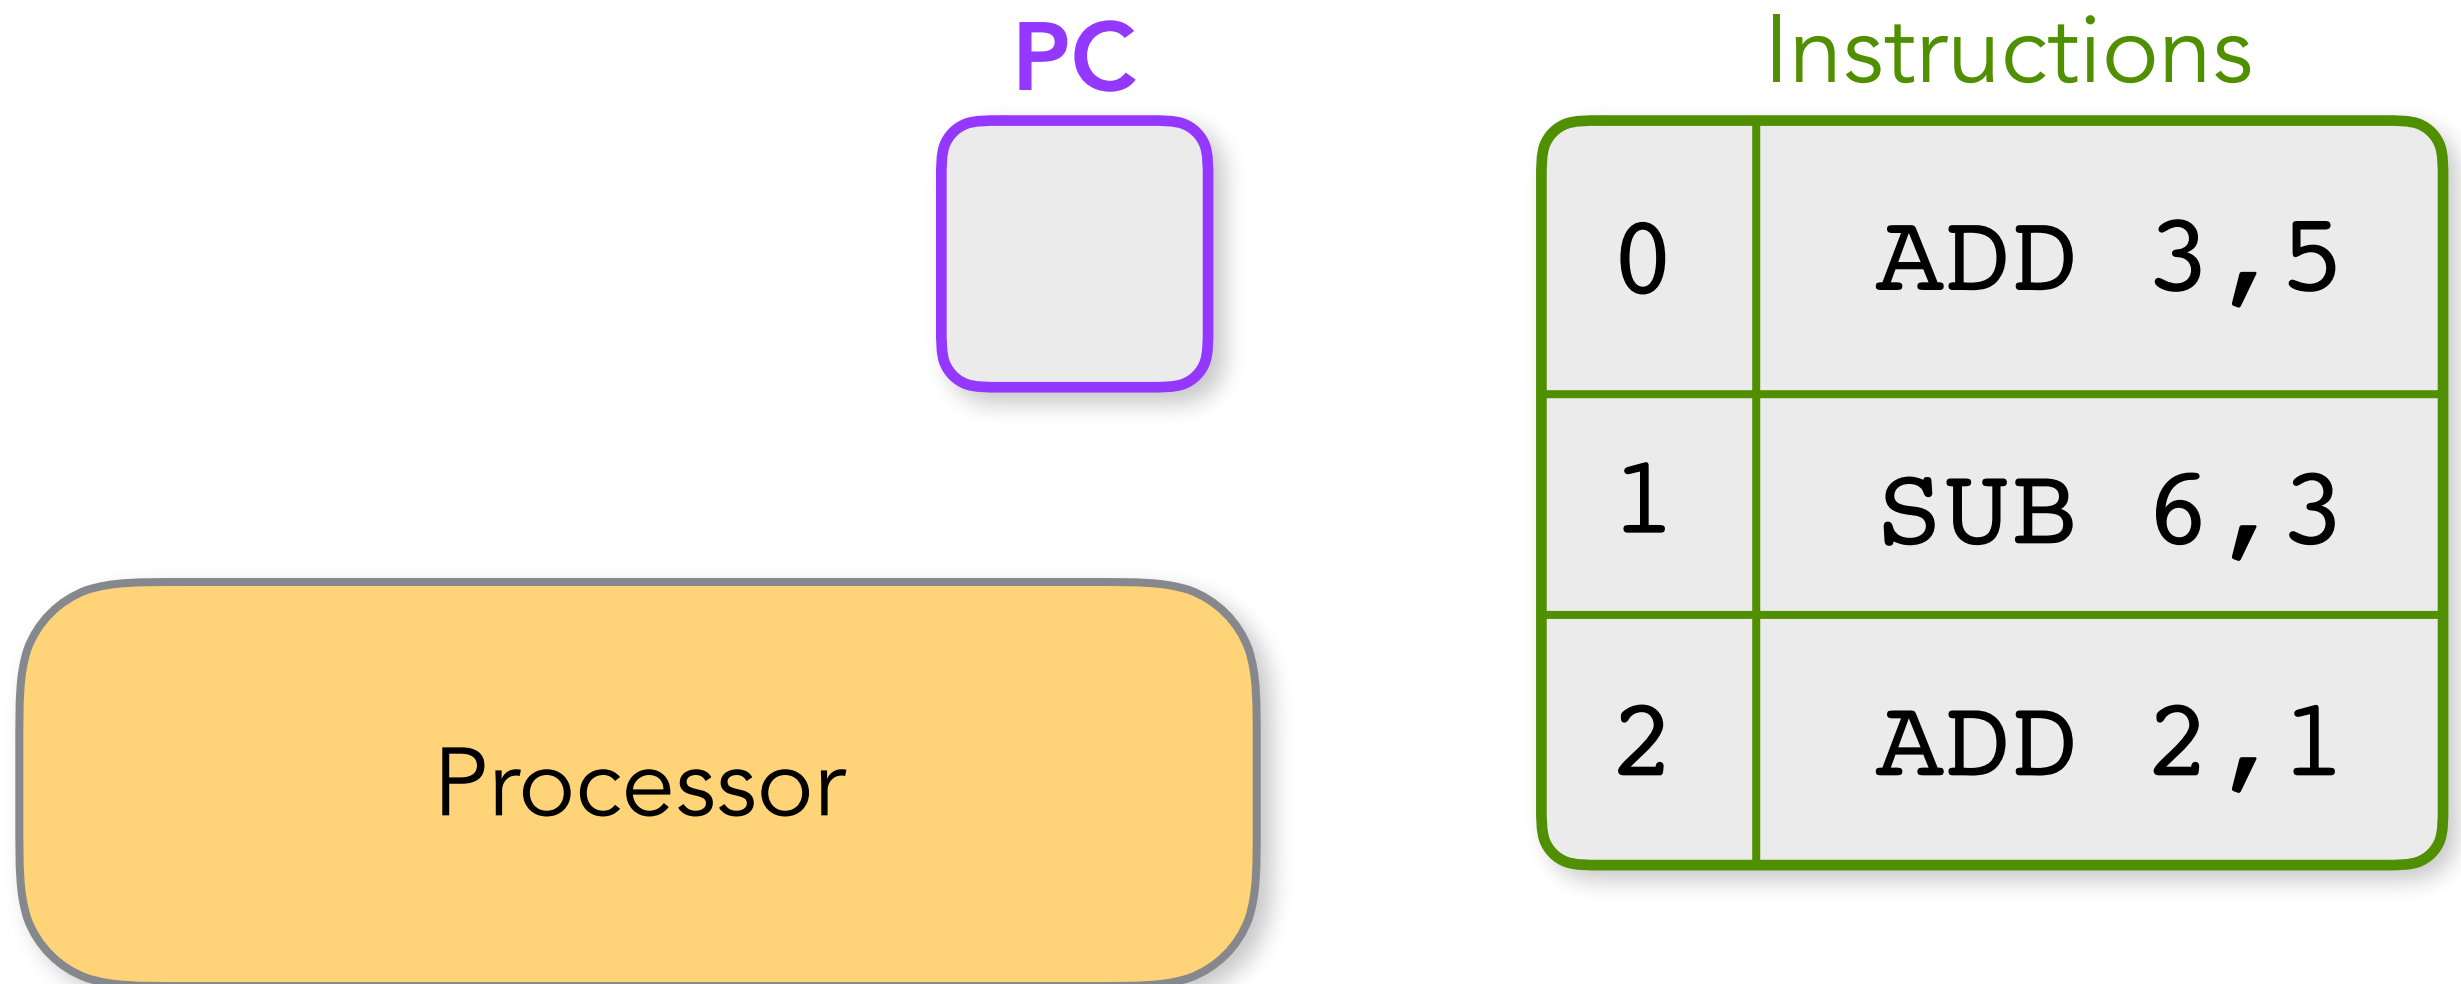 PC
Instructions
0 ADD 3,5
1 SUB 6,3
2 ADD 2,1
Processor